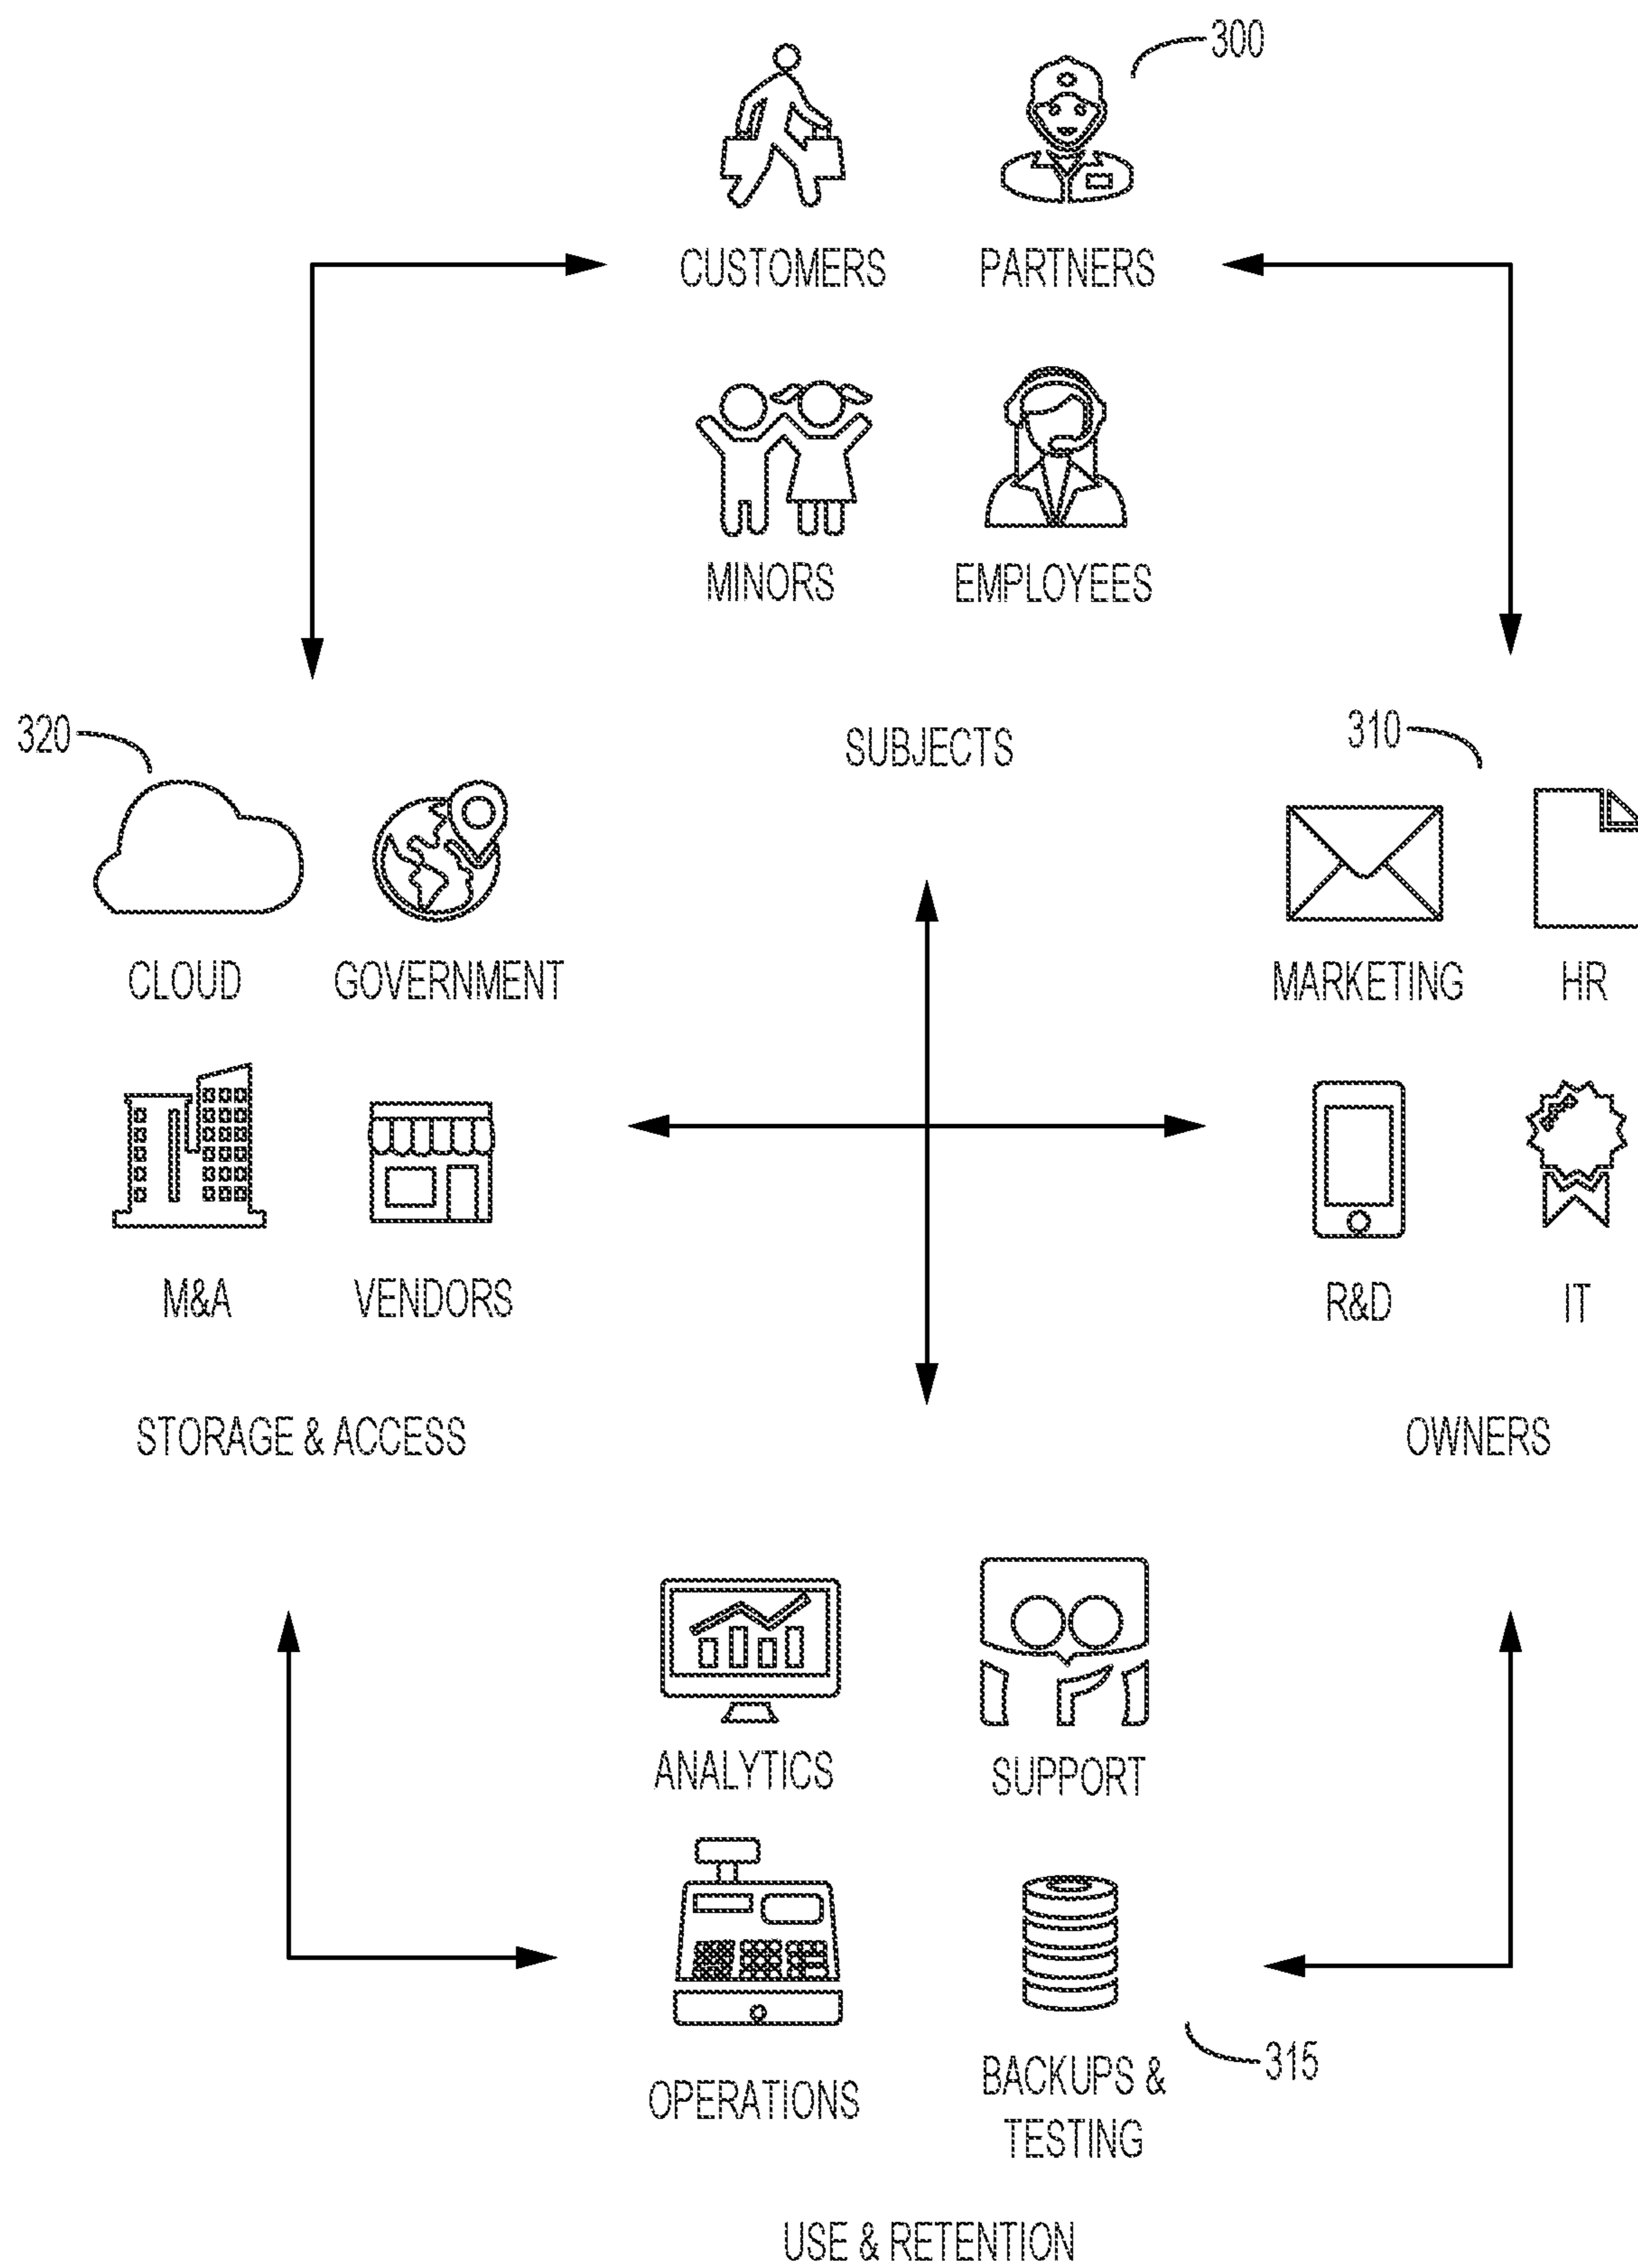 300
CUSTOMERS
PARTNERS
MINORS
EMPLOYEES
SUBJECTS
320
310
CLOUD
GOVERNMENT
MARKETING
HR
M&A
VENDORS
R&D
IT
STORAGE & ACCESS
OWNERS
ANALYTICS
SUPPORT
OPERATIONS
BACKUPS &
TESTING
315
USE & RETENTION